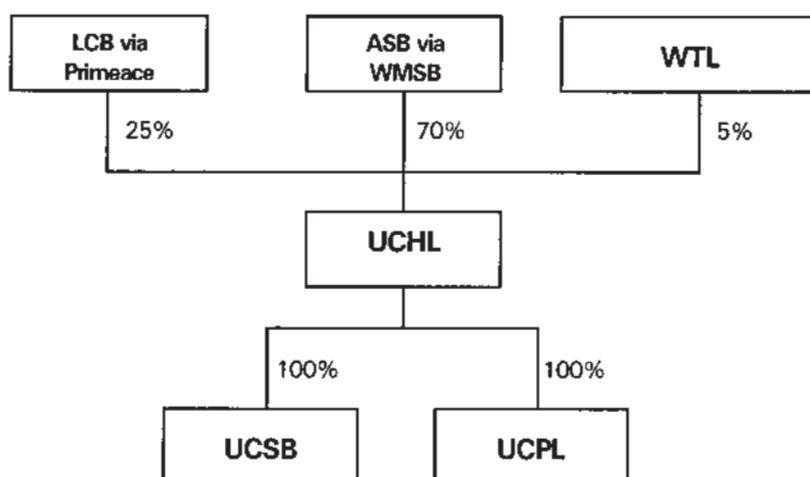 LCB via
Primeace
ASB via
WMSB
WTL
25%
70%
5%
UCHL
100%
100%
UCSB
UCPL